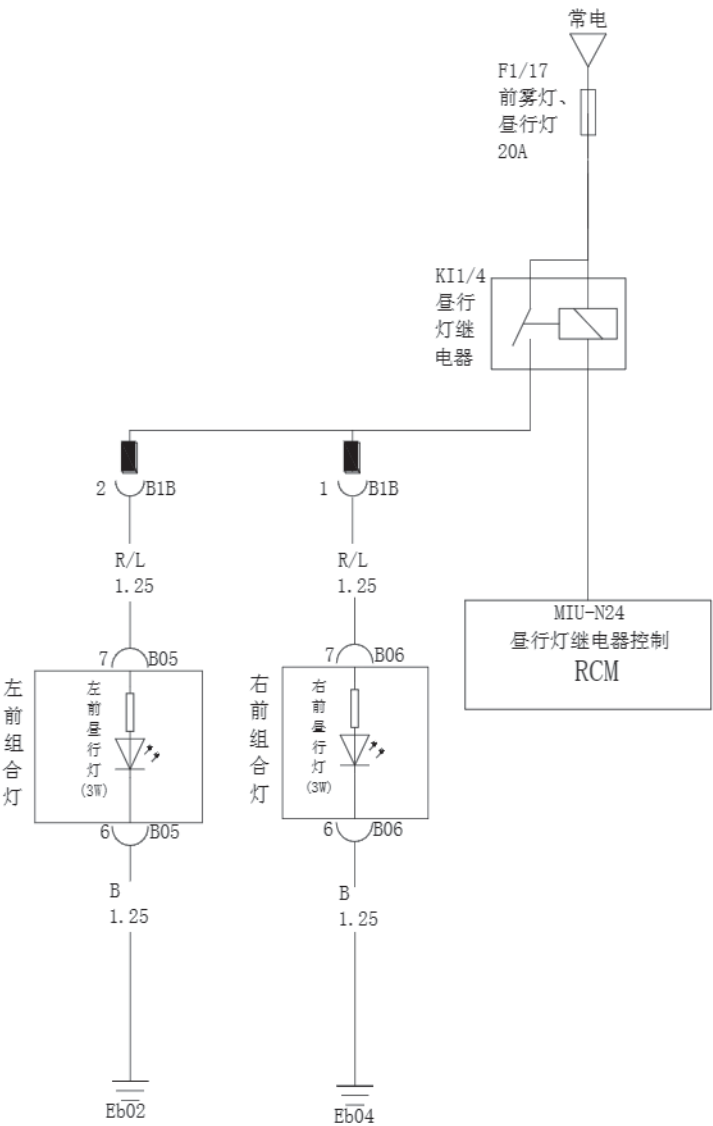 常电
F1/17
前雾灯、
昼行灯
20A
KI1/4
昼行
灯继
电器
2 B1B
1 B1B
R/L
1.25
R/L
1.25
MIU-N24
昼行灯继电器控制
RCM
7 B05
7 B06
左前组合灯
左前昼行灯
(3W)
右前组合灯
右前昼行灯
(3W)
6 B05
6 B06
B
1.25
B
1.25
Eb02
Eb04